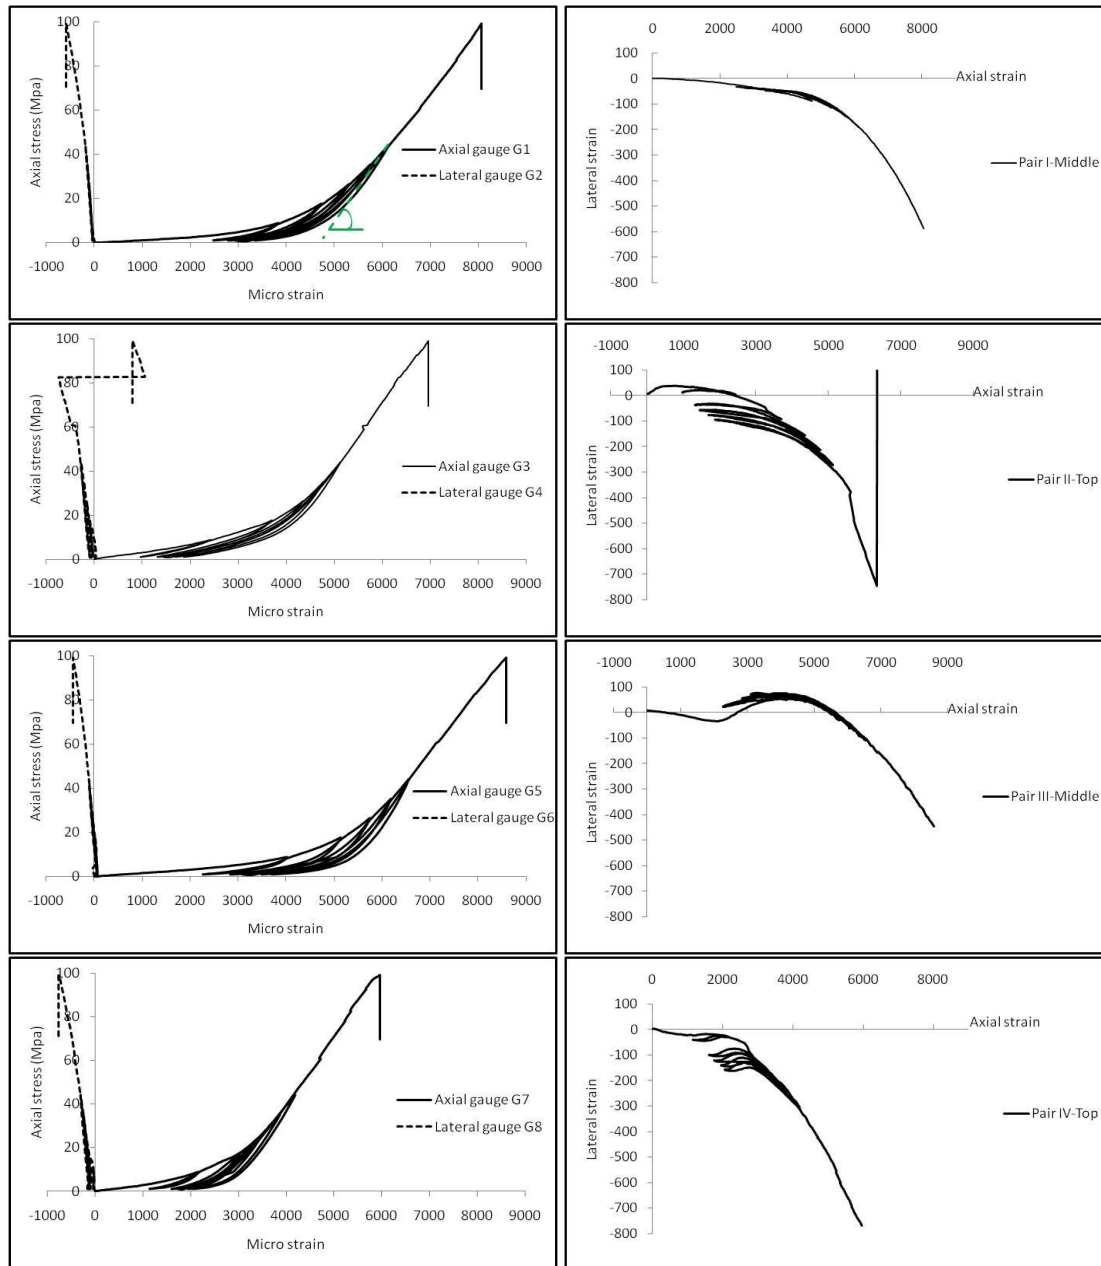 100
80
60
40
20
0
-1000 0 1000 2000 3000 4000 5000 6000 7000 8000 9000
Axial stress (Mpa)
Micro strain
Axial gauge G1
Lateral gauge G2
0 2000 4000 6000 8000
100
0
-100
-200
-300
-400
-500
-600
-700
-800
Lateral strain
Axial strain
Pair I-Middle
100
80
60
40
20
0
-1000 0 1000 2000 3000 4000 5000 6000 7000 8000 9000
Axial stress (Mpa)
Micro strain
Axial gauge G3
Lateral gauge G4
-1000 1000 3000 5000 7000 9000
100
0
-100
-200
-300
-400
-500
-600
-700
-800
Lateral strain
Axial strain
Pair II-Top
100
80
60
40
20
0
-1000 0 1000 2000 3000 4000 5000 6000 7000 8000 9000
Axial stress (Mpa)
Micro strain
Axial gauge G5
Lateral gauge G6
-1000 1000 3000 5000 7000 9000
100
0
-100
-200
-300
-400
-500
-600
-700
-800
Lateral strain
Axial strain
Pair III-Middle
100
80
60
40
20
0
-1000 0 1000 2000 3000 4000 5000 6000 7000 8000 9000
Axial stress (Mpa)
Micro strain
Axial gauge G7
Lateral gauge G8
0 2000 4000 6000 8000
100
0
-100
-200
-300
-400
-500
-600
-700
-800
Lateral strain
Axial strain
Pair IV-Top